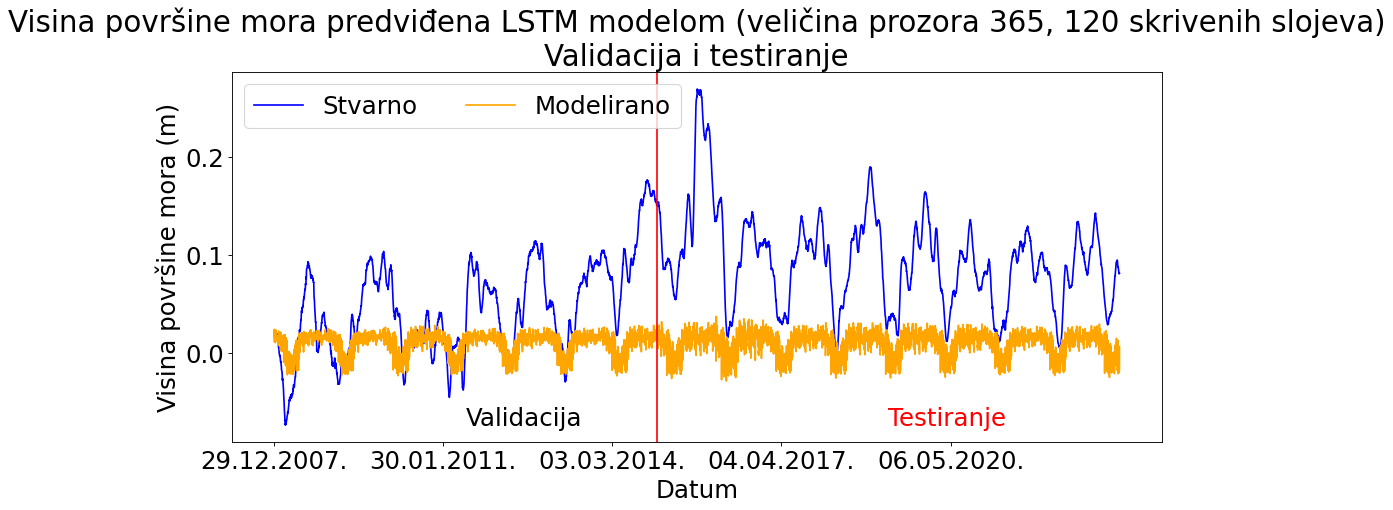 Visina površine mora predviđena LSTM modelom (veličina prozora 365, 120 skrivenih slojeva)
Validacija i testiranje
Stvarno
Modelirano
Visina površine mora (m)
0.2
0.1
0.0
Validacija
Testiranje
29.12.2007.
30.01.2011.
03.03.2014.
04.04.2017.
06.05.2020.
Datum